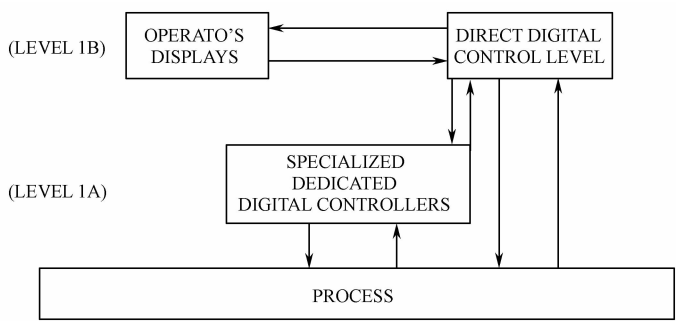 (LEVEL 1B)
OPERATO'S
DISPLAYS
DIRECT DIGITAL
CONTROL LEVEL
(LEVEL 1A)
SPECIALIZED
DEDICATED
DIGITAL CONTROLLERS
PROCESS